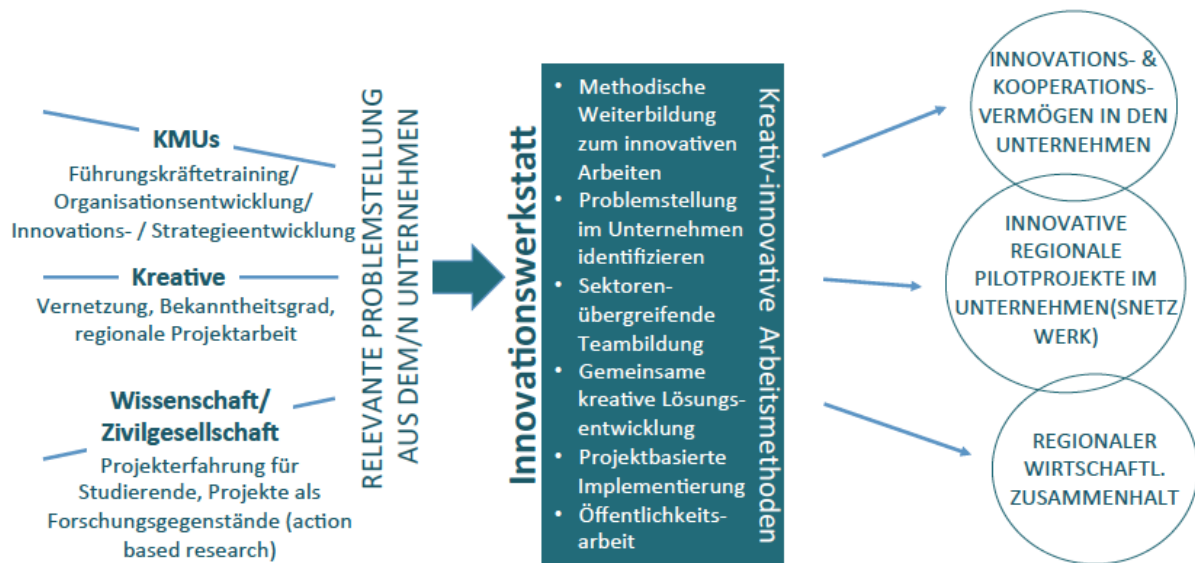 KMUs
Führungskräftetraining/
Organisationsentwicklung/
Innovations- / Strategieentwicklung
Kreative
Vernetzung, Bekanntheitsgrad,
regionale Projektarbeit
Wissenschaft/
Zivilgesellschaft
Projekterfahrung für
Studierende, Projekte als
Forschungsgegenstände (action
based research)
RELEVANTE PROBLEMSTELLUNG
AUS DEM/N UNTERNEHMEN
Innovationswerkstatt
• Methodische
Weiterbildung
zum innovativen
Arbeiten
• Problemstellung
im Unternehmen
identifizieren
• Sektoren-
übergreifende
Teambildung
• Gemeinsame
kreative Lösungs-
entwicklung
• Projektbasierte
Implementierung
• Öffentlichkeits-
arbeit
Kreativ-innovative Arbeitsmethoden
INNOVATIONS- &
KOOPERATIONS-
VERMÖGEN IN DEN
UNTERNEHMEN
INNOVATIVE
REGIONALE
PILOTPROJEKTE IM
UNTERNEHMEN(SNETZ
WERK)
REGIONALER
WIRTSCHAFTL.
ZUSAMMENHALT